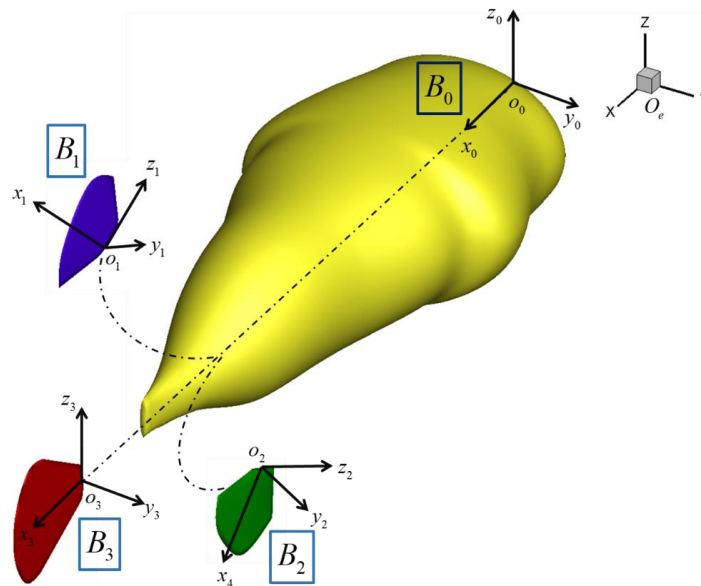 z₀
B₀
o₀
y₀
x₀
Z
X
Oₑ
B₁
z₁
x₁
y₁
o₁
z₃
o₃
y₃
x₃
B₃
o₂
z₂
y₂
x₄
B₂